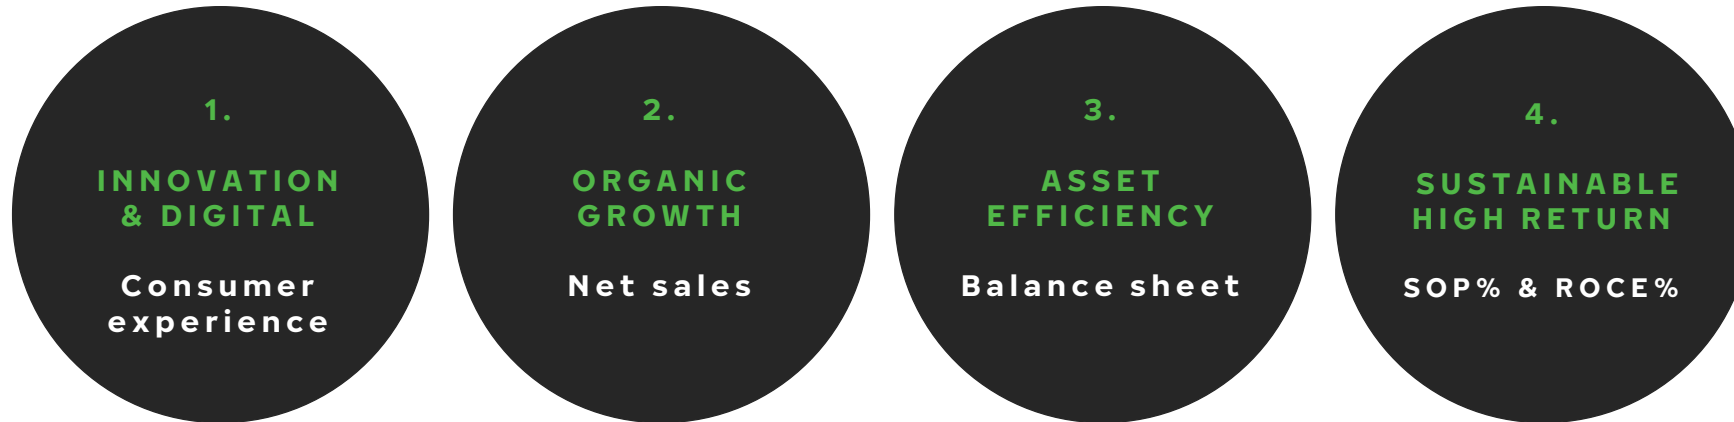 1.
INNOVATION
& DIGITAL
Consumer
experience
2.
ORGANIC
GROWTH
Net sales
3.
ASSET
EFFICIENCY
Balance sheet
4.
SUSTAINABLE
HIGH RETURN
SOP% & ROCE%